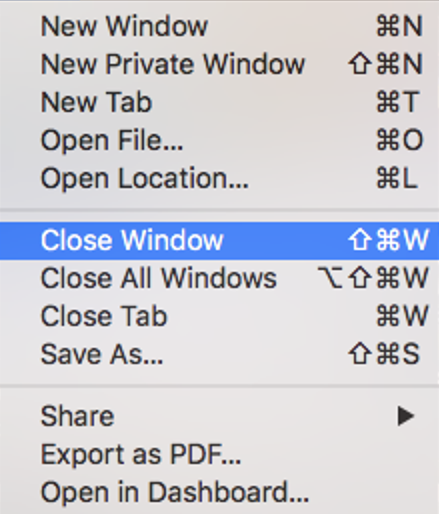 New Window ⌘N
New Private Window ⇧⌘N
New Tab ⌘T
Open File... ⌘O
Open Location... ⌘L
Close Window ⇧⌘W
Close All Windows ⌥⇧⌘W
Close Tab ⌘W
Save As... ⇧⌘S
Share ▶
Export as PDF...
Open in Dashboard...